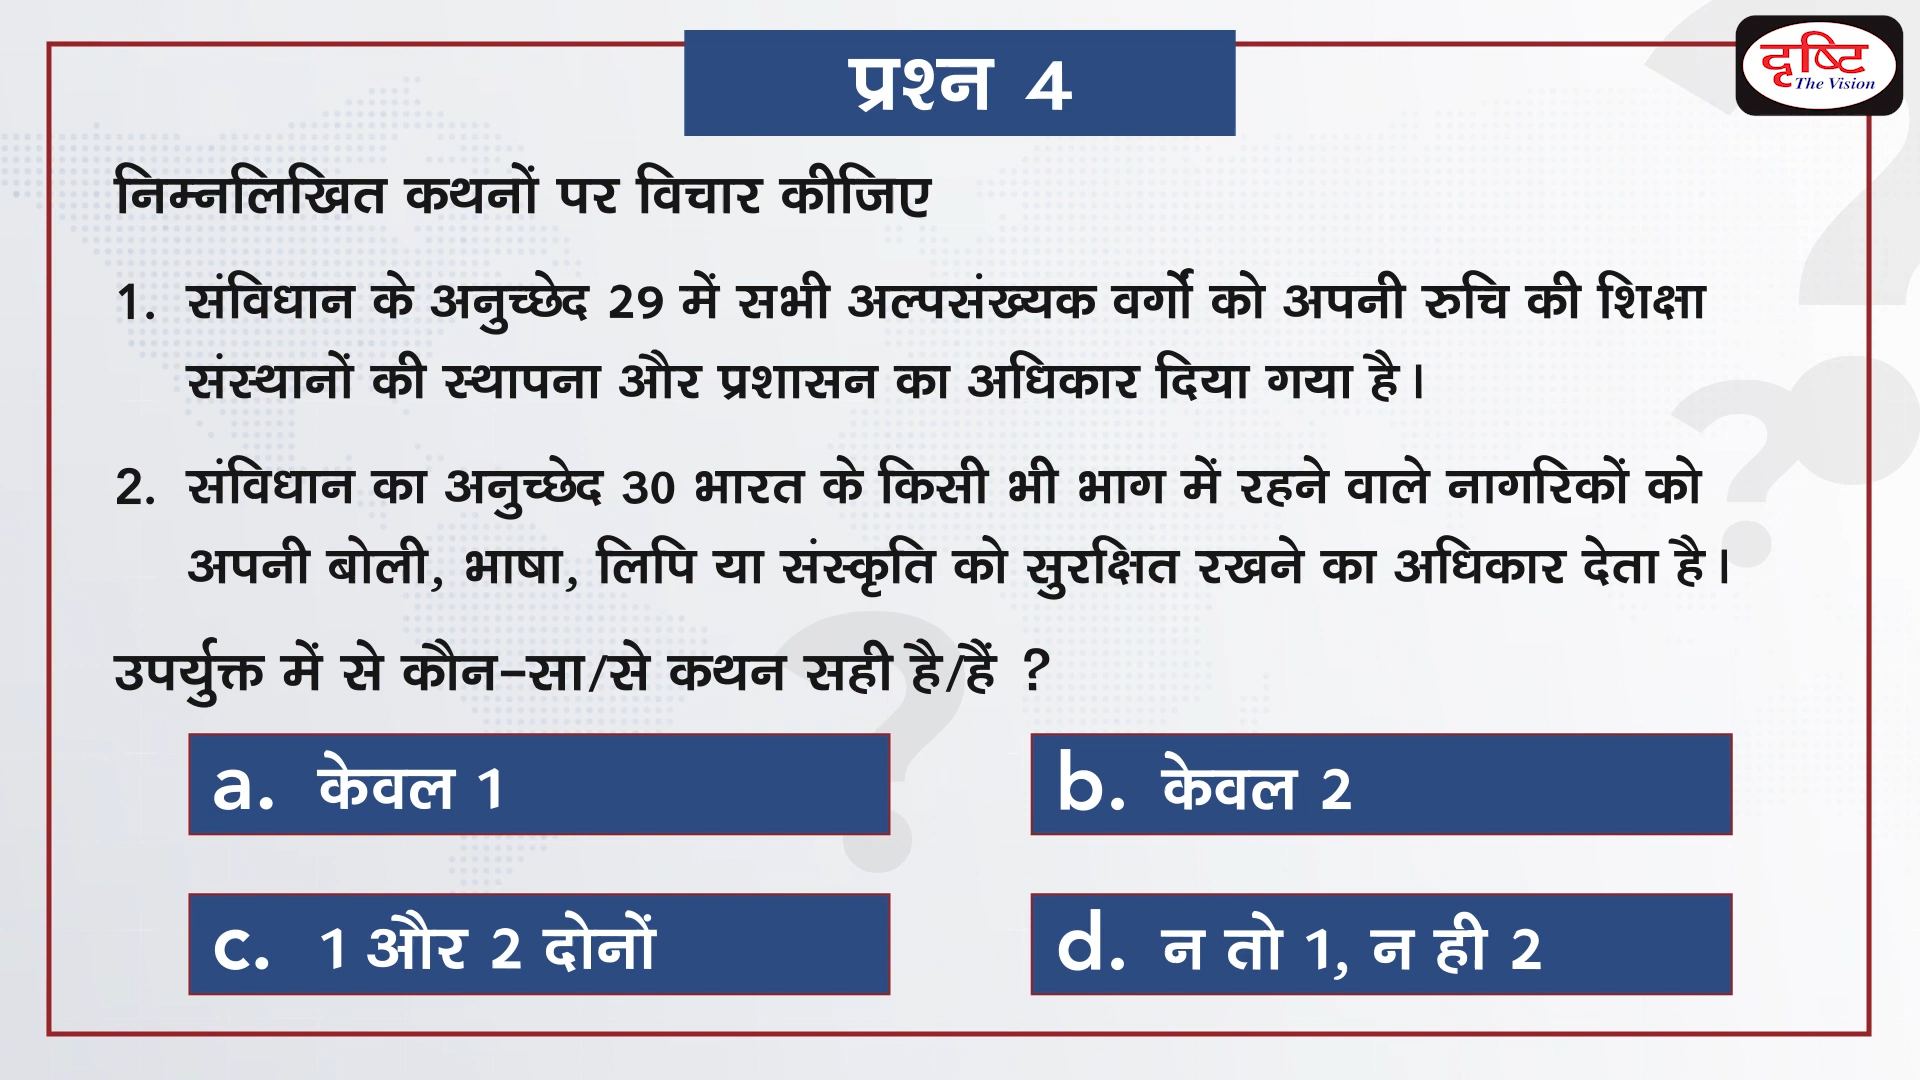 प्रश्न 4
दृष्टि
The Vision
निम्नलिखित कथनों पर विचार कीजिए
1. संविधान के अनुच्छेद 29 में सभी अल्पसंख्यक वर्गों को अपनी रुचि की शिक्षा
संस्थानों की स्थापना और प्रशासन का अधिकार दिया गया है।
2. संविधान का अनुच्छेद 30 भारत के किसी भी भाग में रहने वाले नागरिकों को
अपनी बोली, भाषा, लिपि या संस्कृति को सुरक्षित रखने का अधिकार देता है।
उपर्युक्त में से कौन-सा/से कथन सही है/हैं ?
a. केवल 1
b. केवल 2
c. 1 और 2 दोनों
d. न तो 1, न ही 2